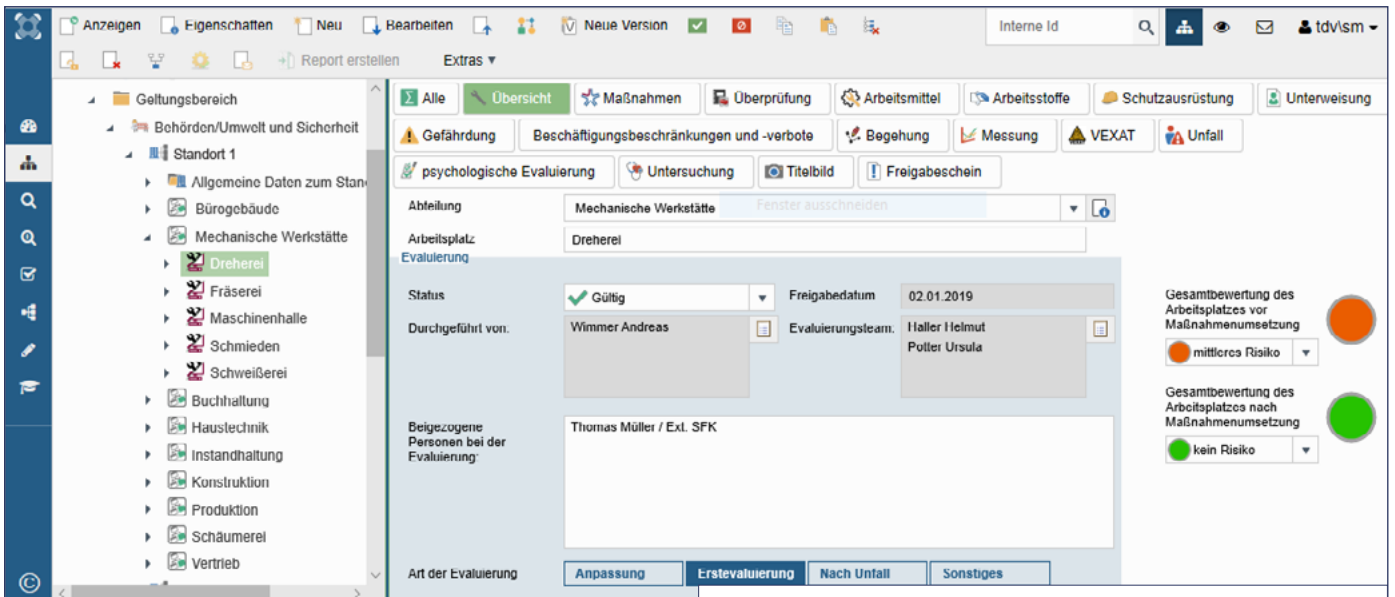 Anzeigen Eigenschaften Neu Bearbeiten Neue Version Interne Id tdv\sm
Report erstellen Extras
Geltungsbereich
Behörden/Umwelt und Sicherheit
Standort 1
Allgemeine Daten zum Stan
Bürogebäude
Mechanische Werkstätte
Dreherei
Fräserei
Maschinenhalle
Schmieden
Schweißerei
Buchhaltung
Haustechnik
Instandhaltung
Konstruktion
Produktion
Schäumerei
Vertrieb
©
Alle Übersicht Maßnahmen Überprüfung Arbeitsmittel Arbeitsstoffe Schutzausrüstung Unterweisung
Gefährdung Beschäftigungsbeschränkungen und -verbote Begehung Messung VEXAT Unfall
psychologische Evaluierung Untersuchung Titelbild Freigabeschein
Abteilung Mechanische Werkstätte Fenster ausschneiden
Arbeitsplatz Dreherei
Evaluierung
Status Gültig Freigabedatum 02.01.2019
Durchgeführt von: Wimmer Andreas Evaluierungsteam: Haller Helmut
Potter Ursula
Beigezogene
Personen bei der
Evaluierung:
Thomas Müller / Ext. SFK
Art der Evaluierung Anpassung Erstevaluierung Nach Unfall Sonstiges
Gesamtbewertung des
Arbeitsplatzes vor
Maßnahmenumsetzung
mittleres Risiko
Gesamtbewertung des
Arbeitsplatzes nach
Maßnahmenumsetzung
kein Risiko